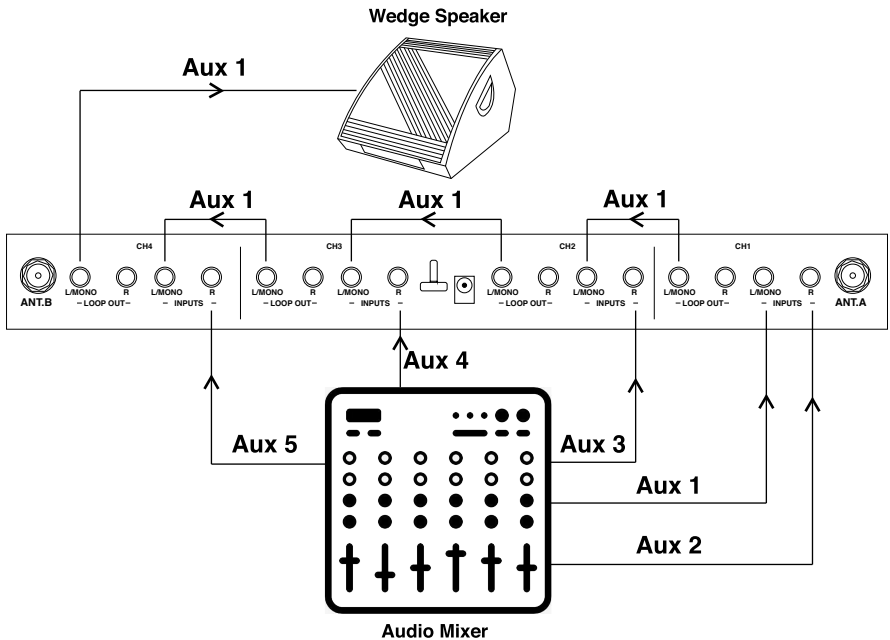 Wedge Speaker
Aux 1
Aux 1
Aux 1
Aux 1
CH4
CH3
CH2
CH1
L/MONO R L/MONO R L/MONO R L/MONO R L/MONO R L/MONO R L/MONO R L/MONO R
ANT.B – LOOP OUT – – INPUTS – – LOOP OUT – – INPUTS – – LOOP OUT – – INPUTS – – LOOP OUT – – INPUTS – ANT.A
Aux 4
Aux 5
Aux 3
Aux 1
Aux 2
Audio Mixer